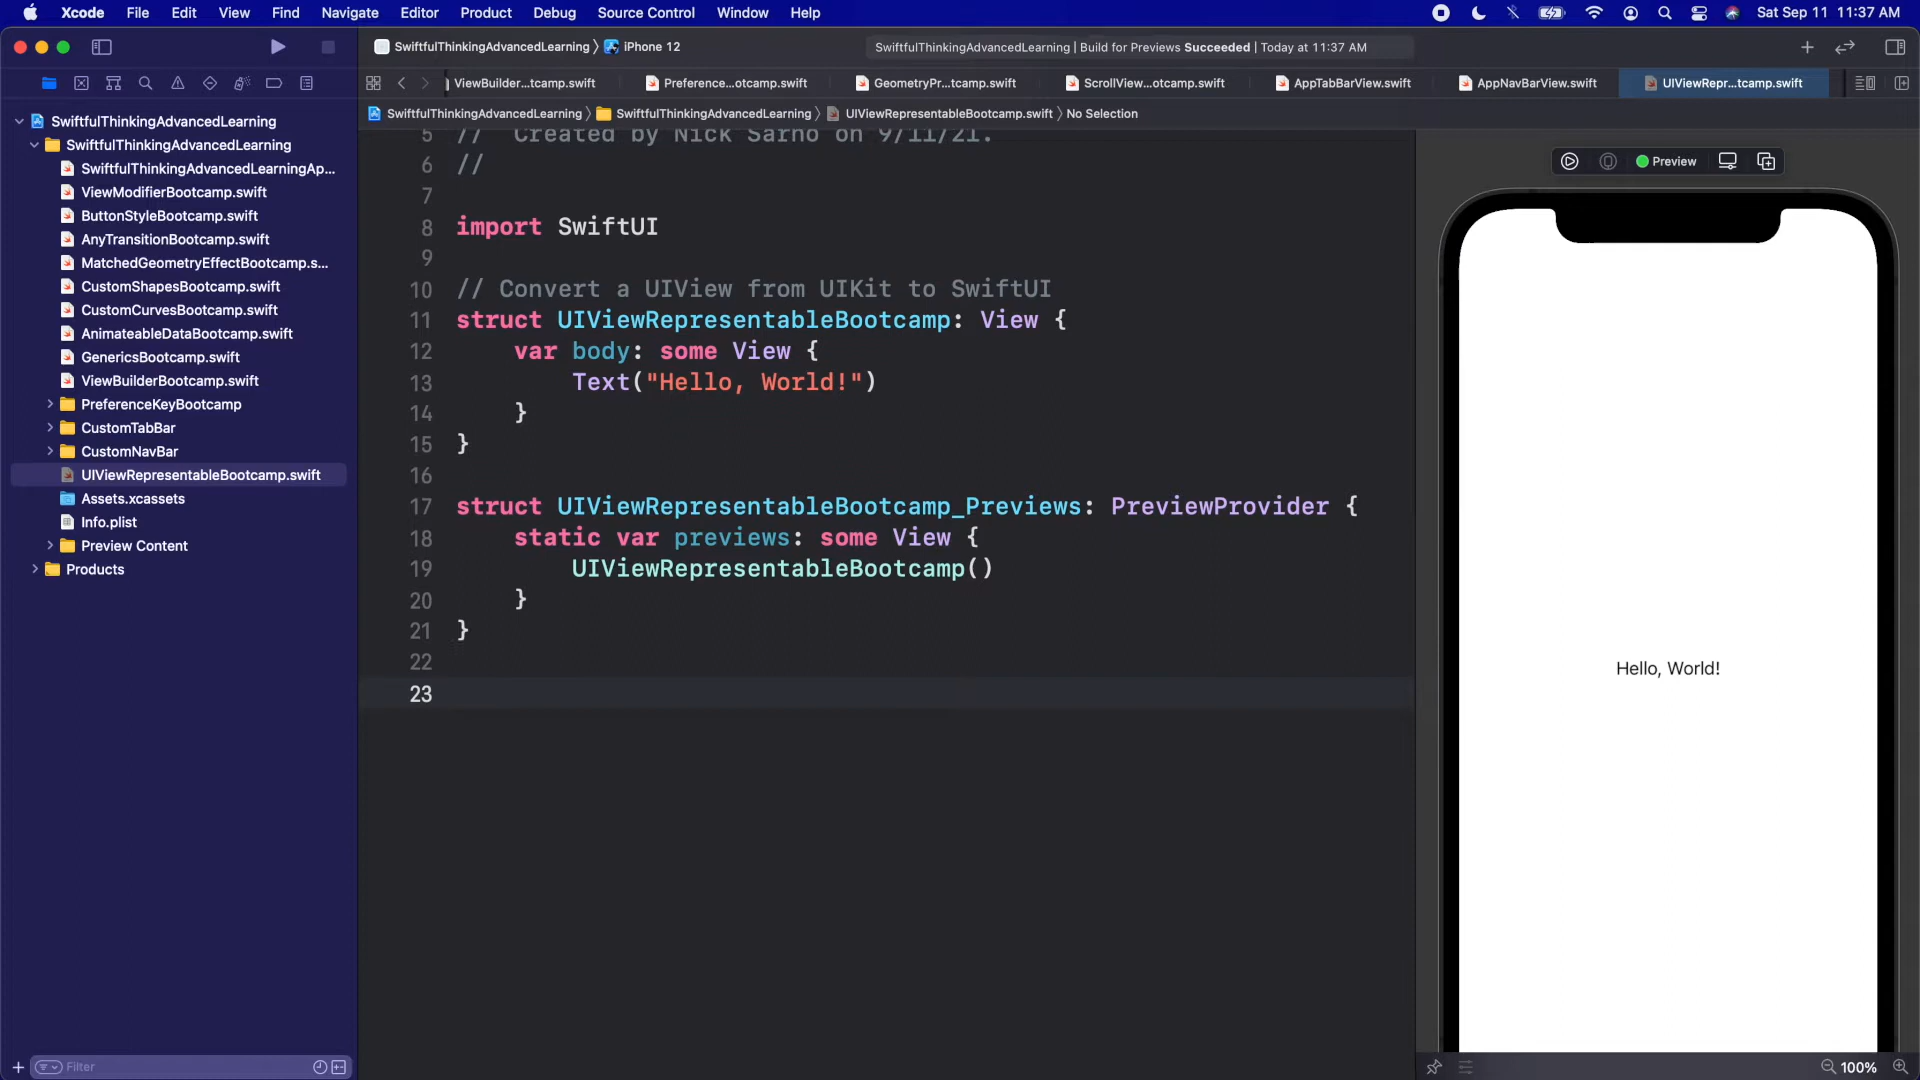 Xcode File Edit View Find Navigate Editor Product Debug Source Control Window Help Sat Sep 11 11:37 AM
SwiftfulThinkingAdvancedLearning iPhone 12 SwiftfulThinkingAdvancedLearning | Build for Previews Succeeded | Today at 11:37 AM
ViewBuilder...tcamp.swift Preference...otcamp.swift GeometryPr...tcamp.swift ScrollView...otcamp.swift AppTabBarView.swift AppNavBarView.swift UIViewRepr...tcamp.swift
SwiftfulThinkingAdvancedLearning SwiftfulThinkingAdvancedLearning UIViewRepresentableBootcamp.swift No Selection
SwiftfulThinkingAdvancedLearning
SwiftfulThinkingAdvancedLearning
SwiftfulThinkingAdvancedLearningAp...
ViewModifierBootcamp.swift
ButtonStyleBootcamp.swift
AnyTransitionBootcamp.swift
MatchedGeometryEffectBootcamp.s...
CustomShapesBootcamp.swift
CustomCurvesBootcamp.swift
AnimateableDataBootcamp.swift
GenericsBootcamp.swift
ViewBuilderBootcamp.swift
PreferenceKeyBootcamp
CustomTabBar
CustomNavBar
UIViewRepresentableBootcamp.swift
Assets.xcassets
Info.plist
Preview Content
Products
Filter
5 // Created by Nick Sarno on 9/11/21.
6 //
7
8 import SwiftUI
9
10 // Convert a UIView from UIKit to SwiftUI
11 struct UIViewRepresentableBootcamp: View {
12 var body: some View {
13 Text("Hello, World!")
14 }
15 }
16
17 struct UIViewRepresentableBootcamp_Previews: PreviewProvider {
18 static var previews: some View {
19 UIViewRepresentableBootcamp()
20 }
21 }
22
23
Preview
Hello, World!
100%